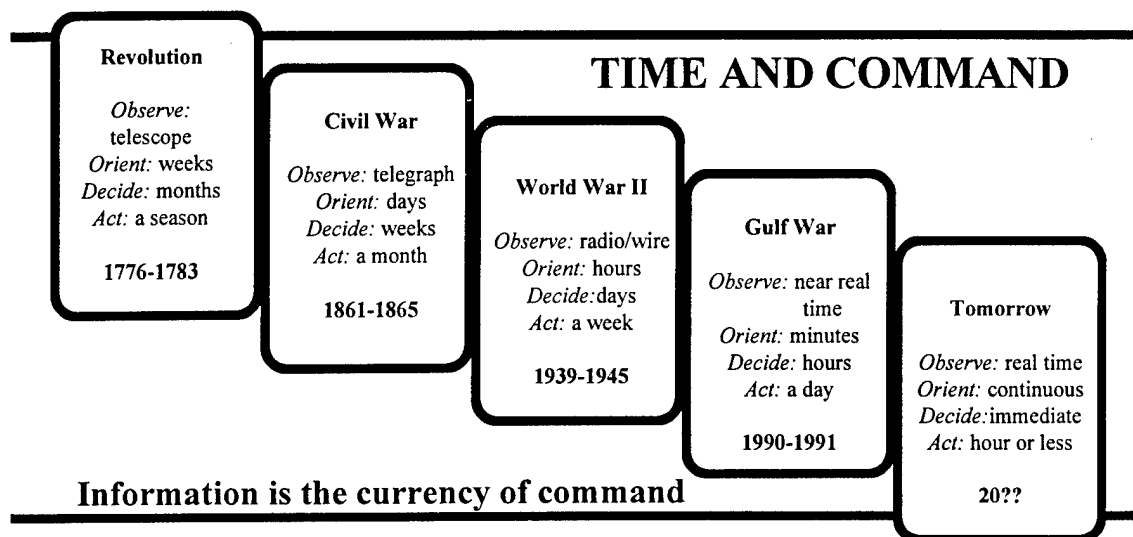 TIME AND COMMAND
Revolution
Observe:
telescope
Orient: weeks
Decide: months
Act: a season
1776-1783
Civil War
Observe: telegraph
Orient: days
Decide: weeks
Act: a month
1861-1865
World War II
Observe: radio/wire
Orient: hours
Decide:days
Act: a week
1939-1945
Gulf War
Observe: near real
time
Orient: minutes
Decide: hours
Act: a day
1990-1991
Tomorrow
Observe: real time
Orient: continuous
Decide:immediate
Act: hour or less
20??
Information is the currency of command